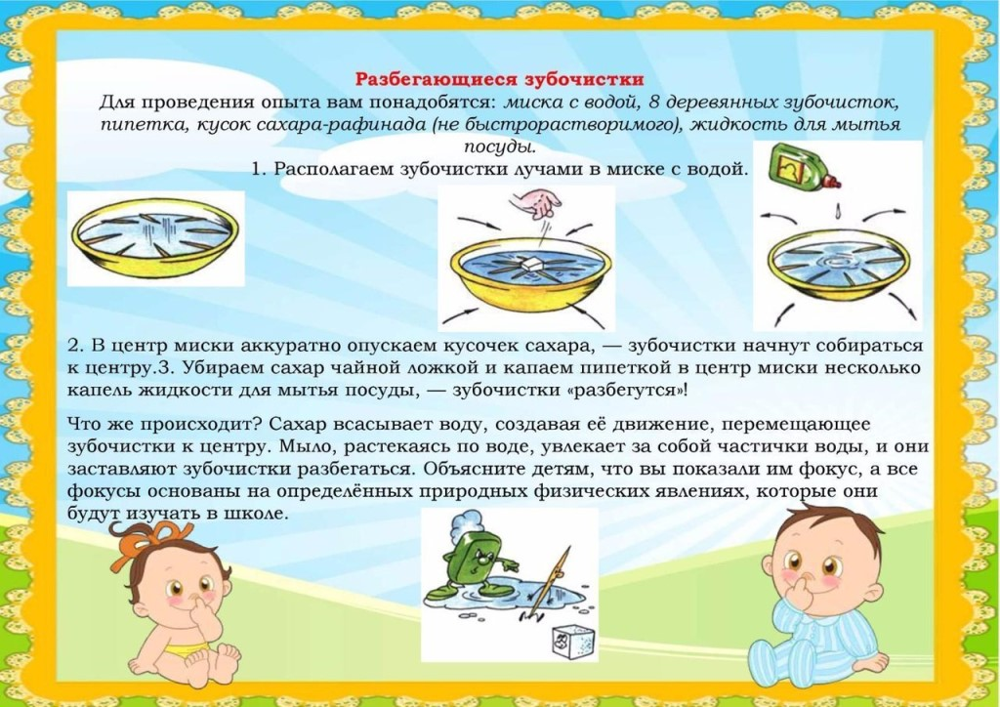 Разбегающиеся зубочистки
Для проведения опыта вам понадобятся: миска с водой, 8 деревянных зубочисток,
пипетка, кусок сахара-рафинада (не быстрорастворимого), жидкость для мытья
посуды.
1. Располагаем зубочистки лучами в миске с водой.
2. В центр миски аккуратно опускаем кусочек сахара, — зубочистки начнут собираться
к центру.3. Убираем сахар чайной ложкой и капаем пипеткой в центр миски несколько
капель жидкости для мытья посуды, — зубочистки «разбегутся»!
Что же происходит? Сахар всасывает воду, создавая её движение, перемещающее
зубочистки к центру. Мыло, растекаясь по воде, увлекает за собой частички воды, и они
заставляют зубочистки разбегаться. Объясните детям, что вы показали им фокус, а все
фокусы основаны на определённых природных физических явлениях, которые они
будут изучать в школе.